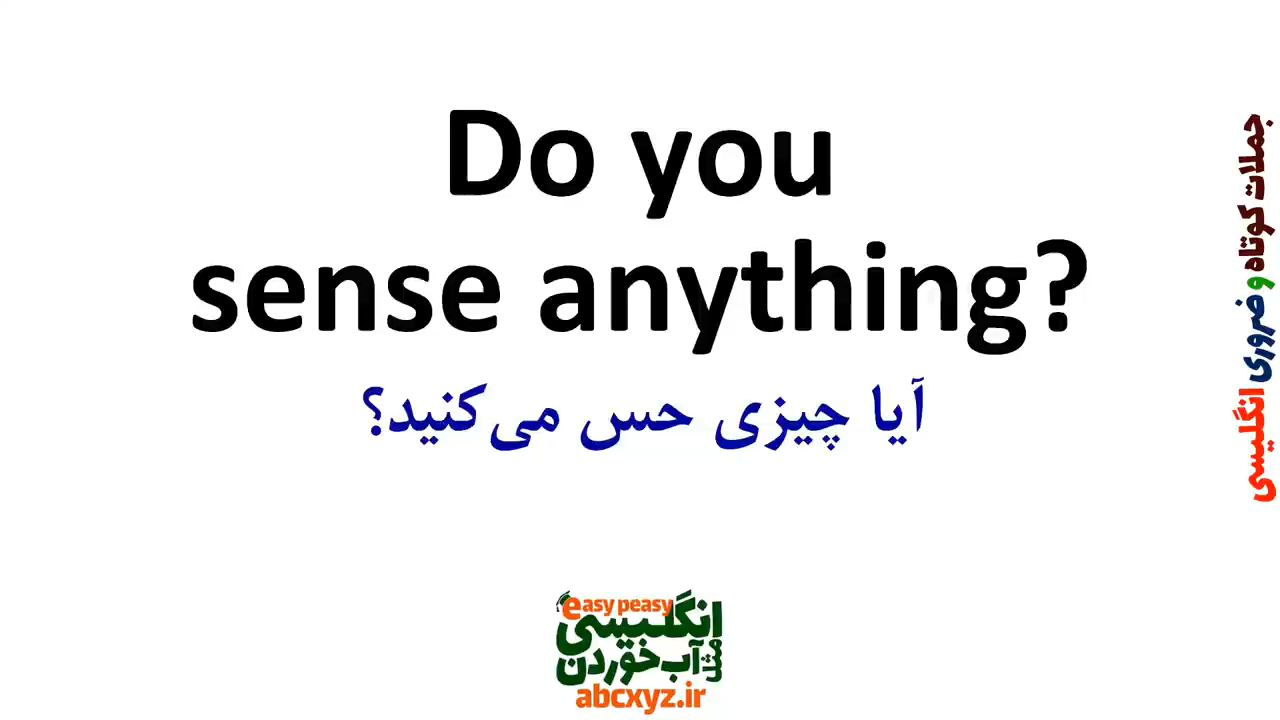 Do you
sense anything?
آیا چیزی حس می‌کنید؟
جملات کوتاه و ضروری انگلیسی
easy peasy
انگلیسی
مثل آب خوردن
abcxyz.ir